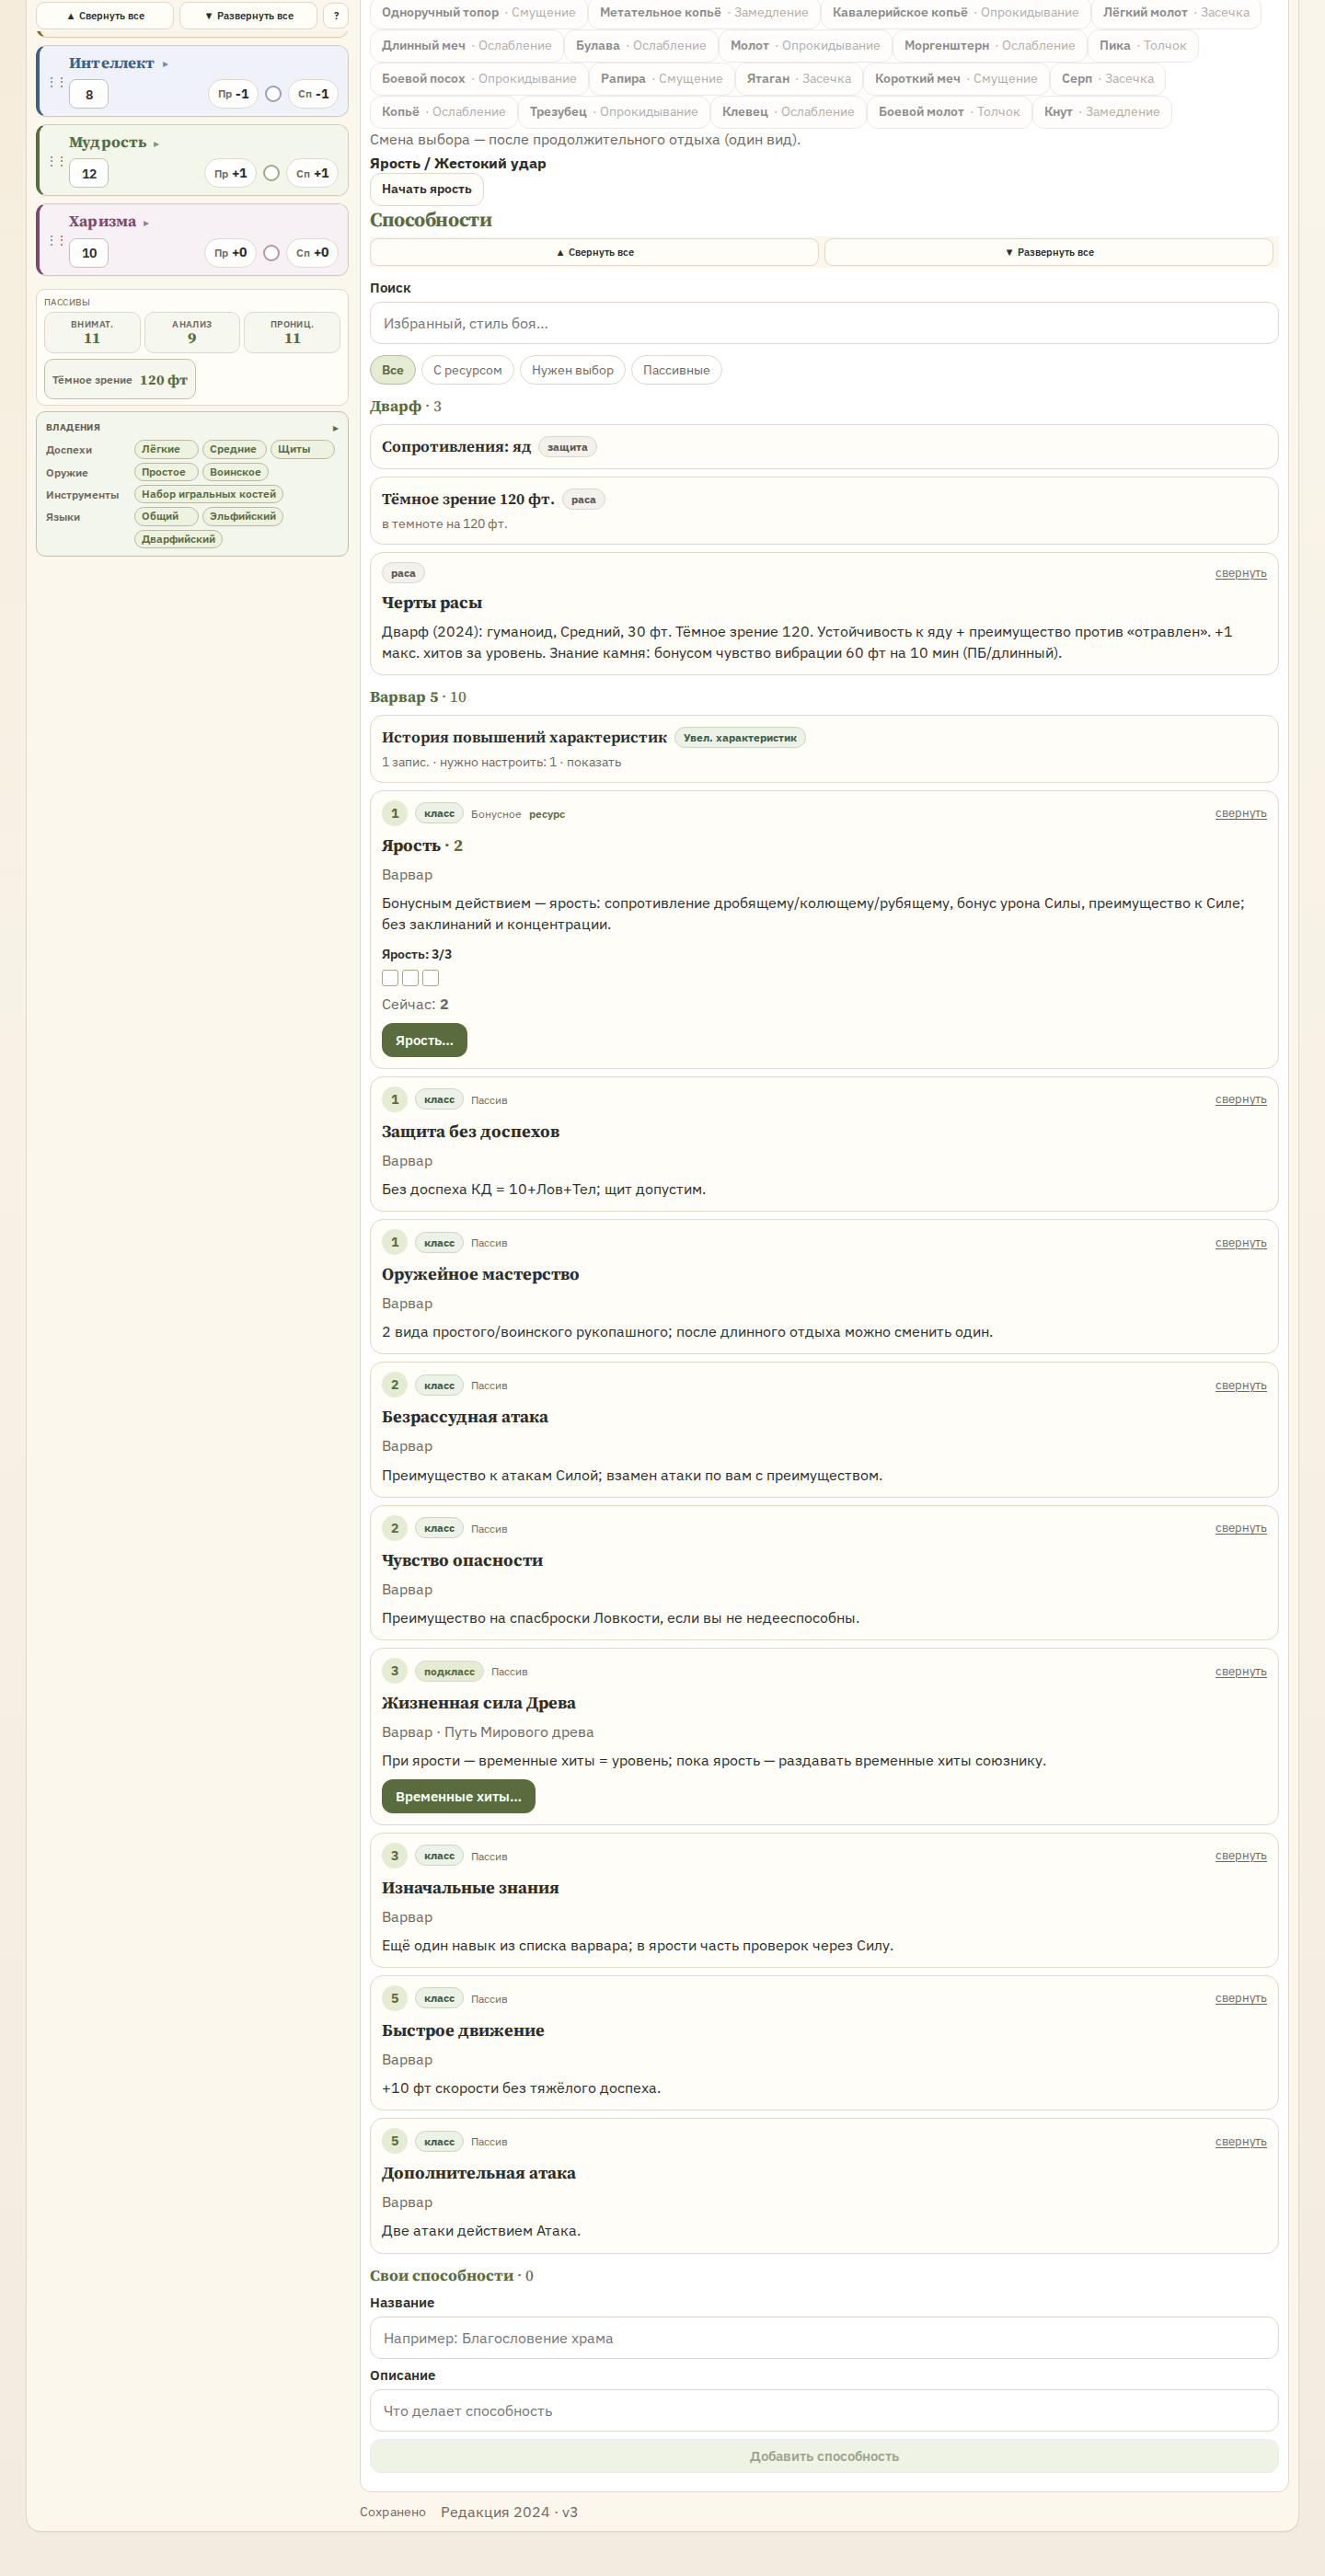 ▲ Свернуть все
▼ Развернуть все
?
Интеллект ▸
8
Пр -1
Сп -1
Мудрость ▸
12
Пр +1
Сп +1
Харизма ▸
10
Пр +0
Сп +0
ПАССИВЫ
ВНИМАТ.
11
АНАЛИЗ
9
ПРОНИЦ.
11
Тёмное зрение 120 фт
ВЛАДЕНИЯ ▸
Доспехи Лёгкие Средние Щиты
Оружие Простое Воинское
Инструменты Набор игральных костей
Языки Общий Эльфийский
Дварфийский
Одноручный топор · Смущение Метательное копьё · Замедление Кавалерийское копьё · Опрокидывание Лёгкий молот · Засечка
Длинный меч · Ослабление Булава · Ослабление Молот · Опрокидывание Моргенштерн · Ослабление Пика · Толчок
Боевой посох · Опрокидывание Рапира · Смущение Ятаган · Засечка Короткий меч · Смущение Серп · Засечка
Копьё · Ослабление Трезубец · Опрокидывание Клевец · Ослабление Боевой молот · Толчок Кнут · Замедление
Смена выбора — после продолжительного отдыха (один вид).
Ярость / Жестокий удар
Начать ярость
Способности
▲ Свернуть все
▼ Развернуть все
Поиск
Избранный, стиль боя...
Все С ресурсом Нужен выбор Пассивные
Дварф · 3
Сопротивления: яд защита
Тёмное зрение 120 фт. раса
в темноте на 120 фт.
раса свернуть
Черты расы
Дварф (2024): гуманоид, Средний, 30 фт. Тёмное зрение 120. Устойчивость к яду + преимущество против «отравлен». +1
макс. хитов за уровень. Знание камня: бонусом чувство вибрации 60 фт на 10 мин (ПБ/длинный).
Варвар 5 · 10
История повышений характеристик Увел. характеристик
1 запис. · нужно настроить: 1 · показать
1 класс Бонусное ресурс свернуть
Ярость · 2
Варвар
Бонусным действием — ярость: сопротивление дробящему/колющему/рубящему, бонус урона Силы, преимущество к Силе;
без заклинаний и концентрации.
Ярость: 3/3
Сейчас: 2
Ярость...
1 класс Пассив свернуть
Защита без доспехов
Варвар
Без доспеха КД = 10+Лов+Тел; щит допустим.
1 класс Пассив свернуть
Оружейное мастерство
Варвар
2 вида простого/воинского рукопашного; после длинного отдыха можно сменить один.
2 класс Пассив свернуть
Безрассудная атака
Варвар
Преимущество к атакам Силой; взамен атаки по вам с преимуществом.
2 класс Пассив свернуть
Чувство опасности
Варвар
Преимущество на спасброски Ловкости, если вы не недееспособны.
3 подкласс Пассив свернуть
Жизненная сила Древа
Варвар · Путь Мирового древа
При ярости — временные хиты = уровень; пока ярость — раздавать временные хиты союзнику.
Временные хиты...
3 класс Пассив свернуть
Изначальные знания
Варвар
Ещё один навык из списка варвара; в ярости часть проверок через Силу.
5 класс Пассив свернуть
Быстрое движение
Варвар
+10 фт скорости без тяжёлого доспеха.
5 класс Пассив свернуть
Дополнительная атака
Варвар
Две атаки действием Атака.
Свои способности · 0
Название
Например: Благословение храма
Описание
Что делает способность
Добавить способность
Сохранено Редакция 2024 · v3